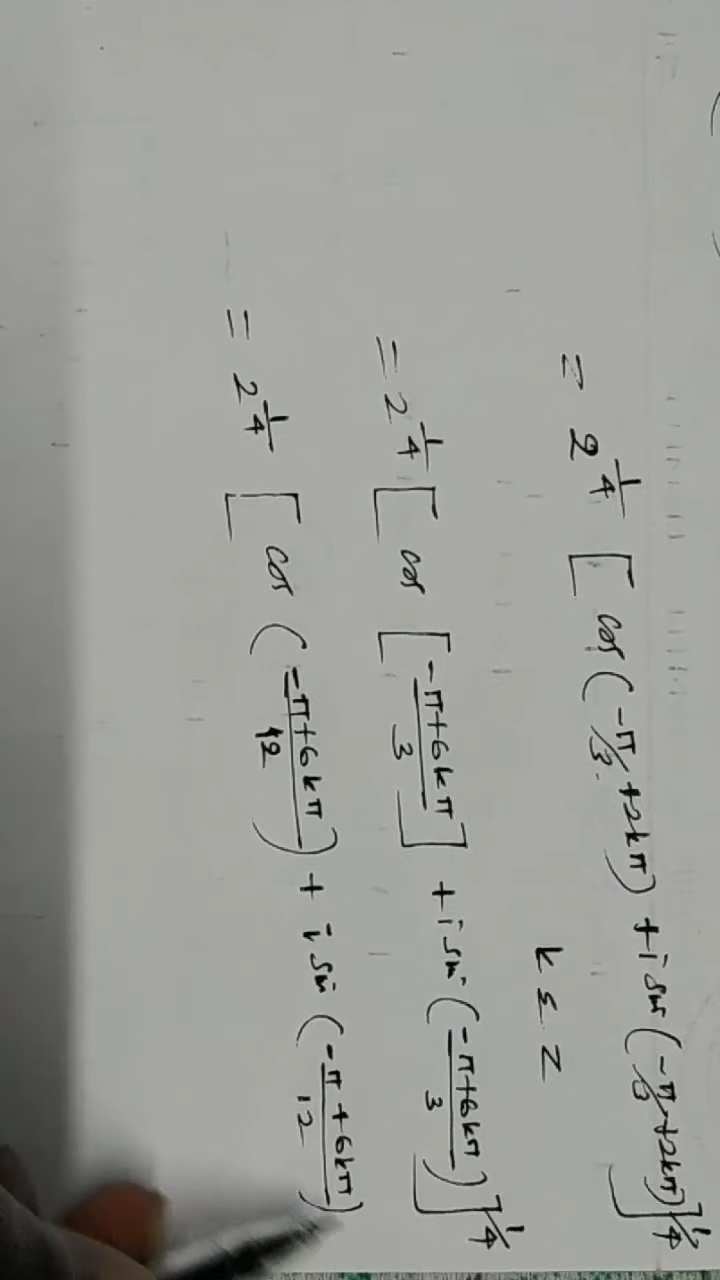 = 2^{1/4} [cos(-π/3 + 2kπ) + i sin(-π/3 + 2kπ)]^{1/4}
k ≤ Z
= 2^{1/4} [cos [(-π+6kπ)/3] + i sin ((-π+6kπ)/3)]^{1/4}
= 2^{1/4} [cos ((-π+6kπ)/12) + i sin ((-π+6kπ)/12)